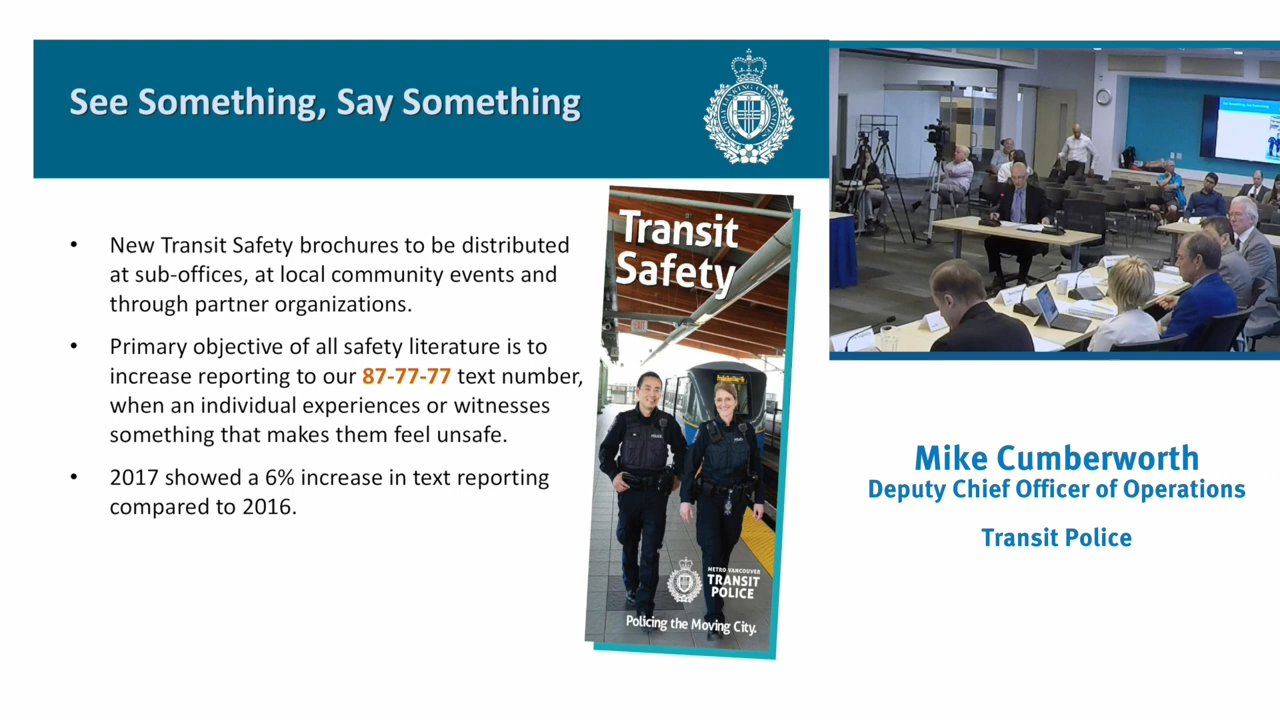 See Something, Say Something
• New Transit Safety brochures to be distributed
at sub-offices, at local community events and
through partner organizations.
• Primary objective of all safety literature is to
increase reporting to our 87-77-77 text number,
when an individual experiences or witnesses
something that makes them feel unsafe.
• 2017 showed a 6% increase in text reporting
compared to 2016.
Transit
Safety
METRO VANCOUVER
TRANSIT
POLICE
Policing the Moving City.
See Something, Say Something
Mike Cumberworth
Deputy Chief Officer of Operations
Transit Police